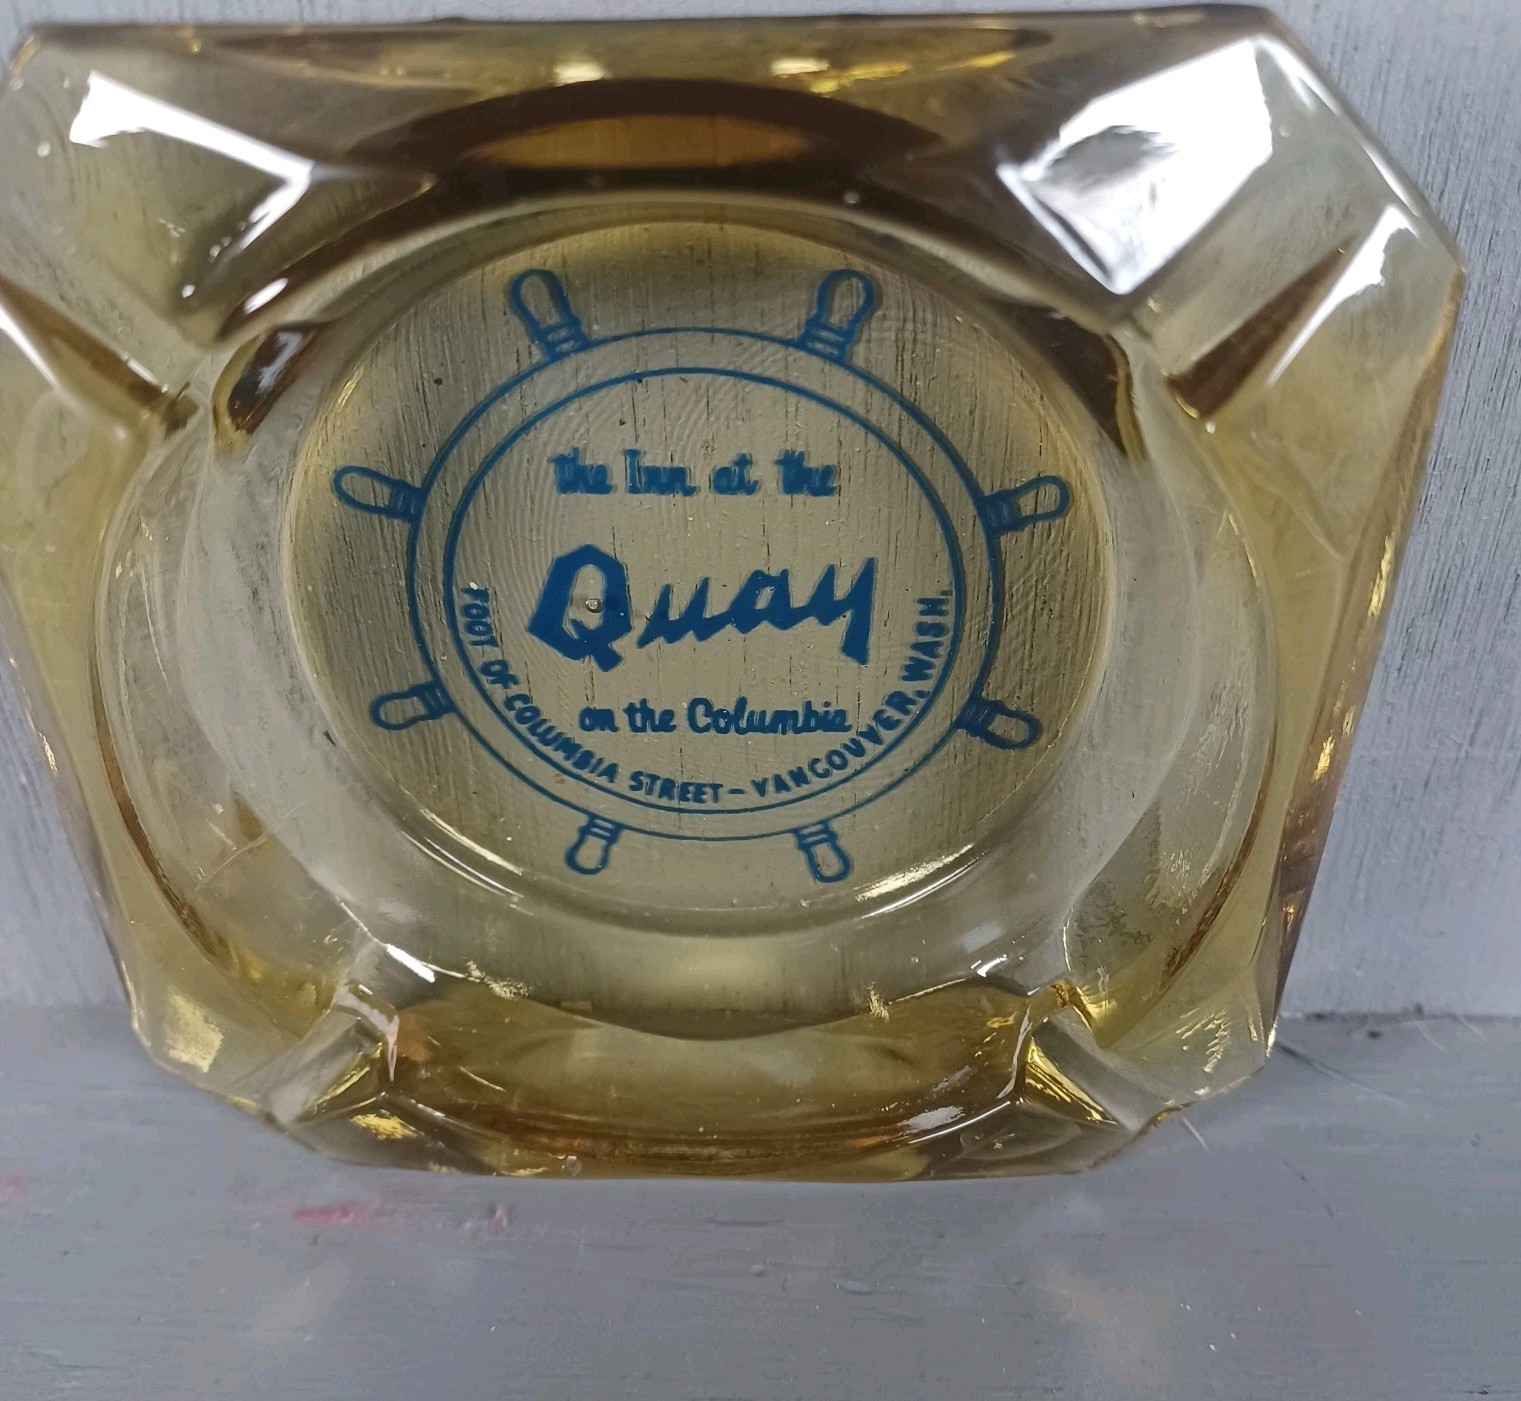 the Inn at the
Quay
on the Columbia
FOOT OF COLUMBIA STREET - VANCOUVER, WASH.